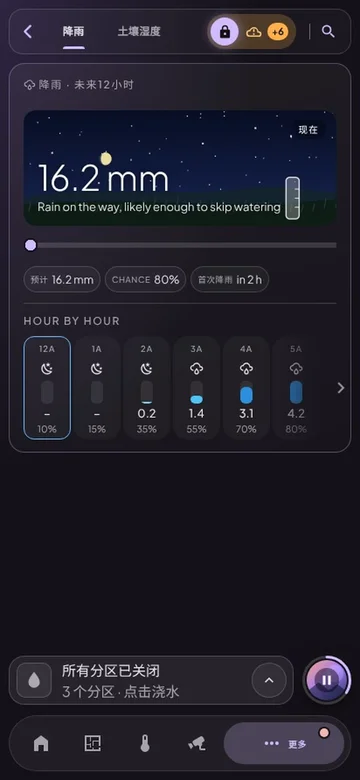 降雨
土壤湿度
+6
降雨 · 未来12小时
现在
16.2 mm
Rain on the way, likely enough to skip watering
预计 16.2 mm
CHANCE 80%
首次降雨 in 2 h
HOUR BY HOUR
12A 1A 2A 3A 4A 5A
– – 0.2 1.4 3.1 4.2
10% 15% 35% 55% 70% 80%
所有分区已关闭
3 个分区 · 点击浇水
更多